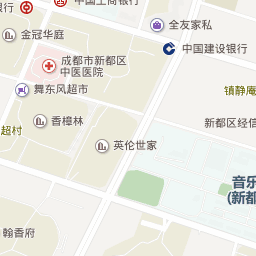 中国工商银行
全友家私
金冠华庭
中国建设银行
成都市新都区
中医医院
舞东风超市
镇静庵
香樟林
新都区经信
超村
英伦世家
音乐
(新都
翰香府